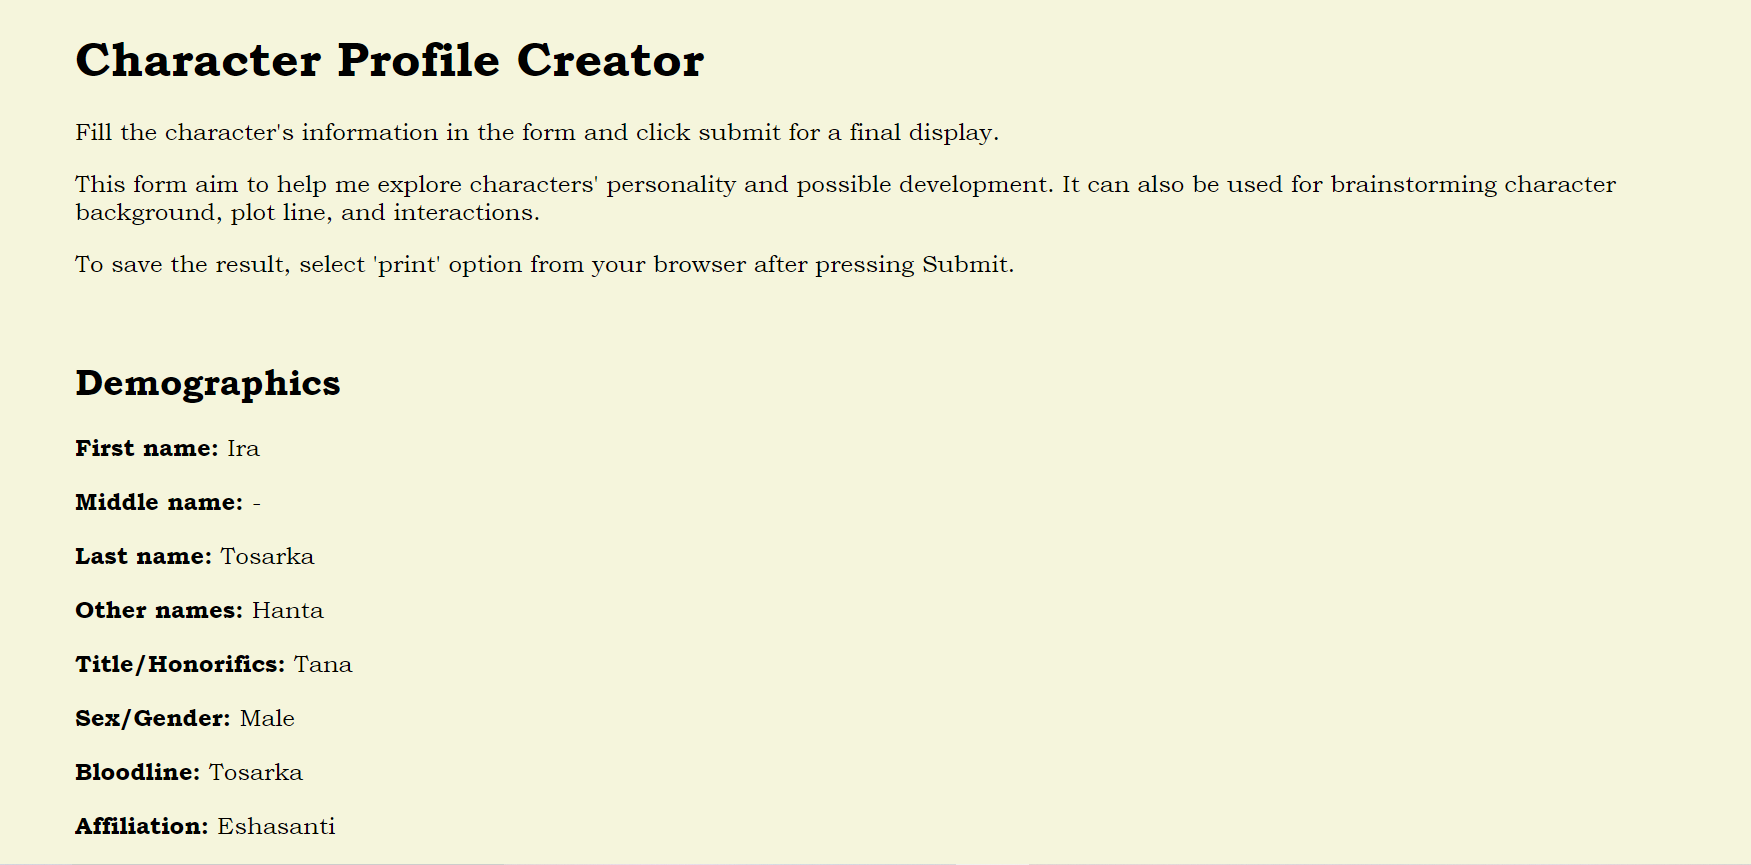 Character Profile Creator
Fill the character's information in the form and click submit for a final display.
This form aim to help me explore characters' personality and possible development. It can also be used for brainstorming character
background, plot line, and interactions.
To save the result, select 'print' option from your browser after pressing Submit.
Demographics
First name: Ira
Middle name: -
Last name: Tosarka
Other names: Hanta
Title/Honorifics: Tana
Sex/Gender: Male
Bloodline: Tosarka
Affiliation: Eshasanti